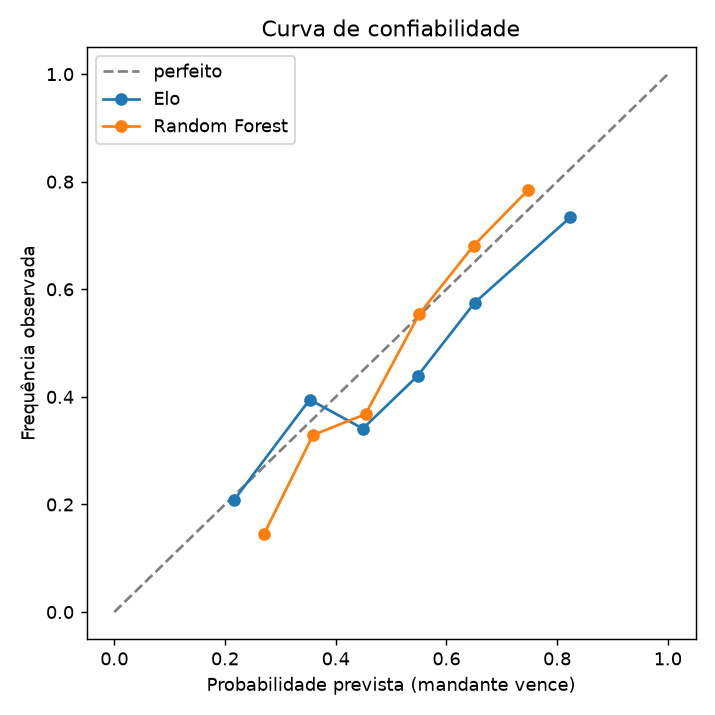 Curva de confiabilidade
perfeito
Elo
Random Forest
1.0
0.8
0.6
0.4
0.2
0.0
Frequência observada
0.0 0.2 0.4 0.6 0.8 1.0
Probabilidade prevista (mandante vence)